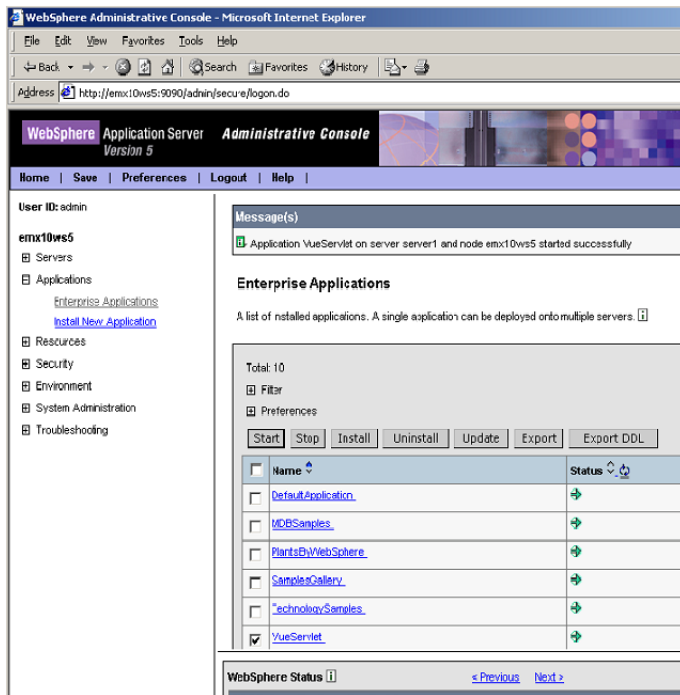 WebSphere Administrative Console - Microsoft Internet Explorer
File Edit View Favorites Tools Help
Back Search Favorites History
Address http://emx10ws5:9090/admin/secure/logon.do
WebSphere Application Server Administrative Console
Version 5
Home | Save | Preferences | Logout | Help |
User ID: admin
emx10ws5
Servers
Applications
Enterprise Applications
Install New Application
Resources
Security
Environment
System Administration
Troubleshooting
Message(s)
Application VueServlet on server server1 and node emx10ws5 started successfully
Enterprise Applications
A list of installed applications. A single application can be deployed onto multiple servers.
Total: 10
Filter
Preferences
Start Stop Install Uninstall Update Export Export DDL
Name Status
DefaultApplication
MDBSamples
PlantsByWebSphere
SamplesGallery
TechnologySamples
VueServlet
WebSphere Status < Previous Next >